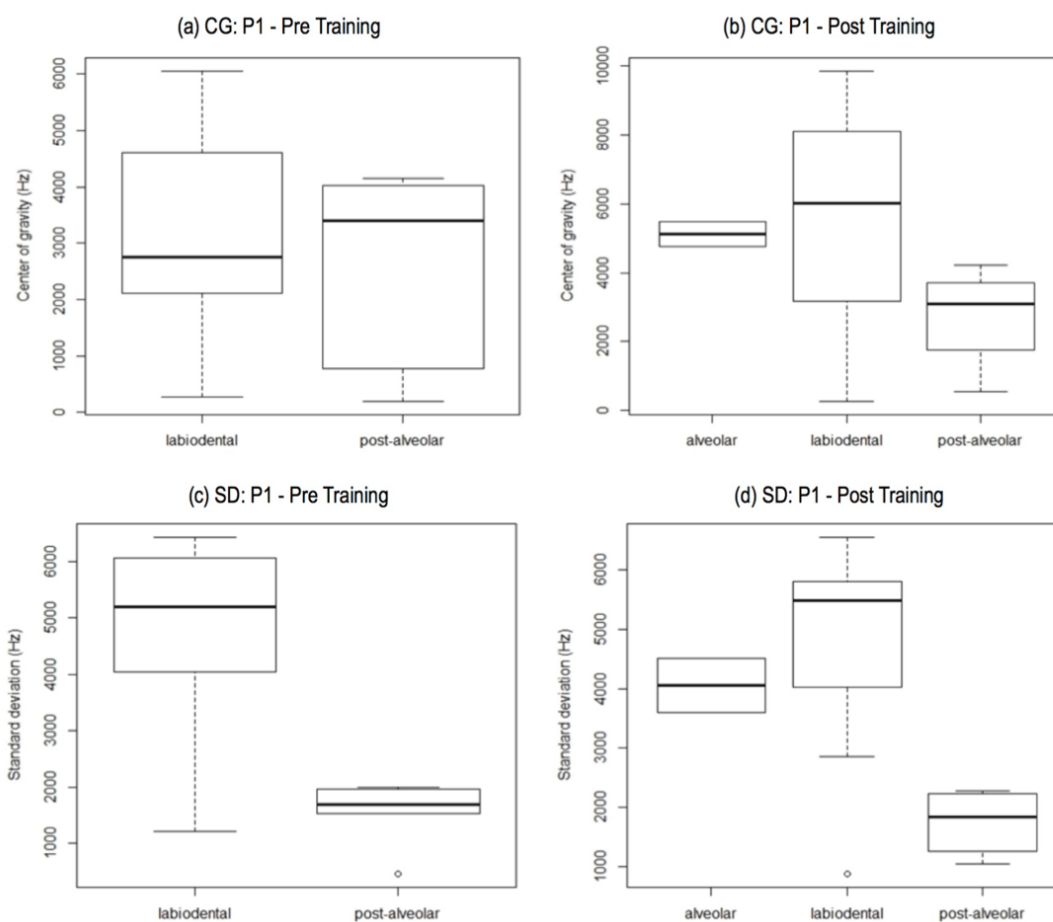 (a) CG: P1 - Pre Training
Center of gravity (Hz)
6000
5000
4000
3000
2000
1000
0
labiodental post-alveolar
(b) CG: P1 - Post Training
Center of gravity (Hz)
10000
8000
6000
4000
2000
0
alveolar labiodental post-alveolar
(c) SD: P1 - Pre Training
Standard deviation (Hz)
6000
5000
4000
3000
2000
1000
labiodental post-alveolar
(d) SD: P1 - Post Training
Standard deviation (Hz)
6000
5000
4000
3000
2000
1000
alveolar labiodental post-alveolar